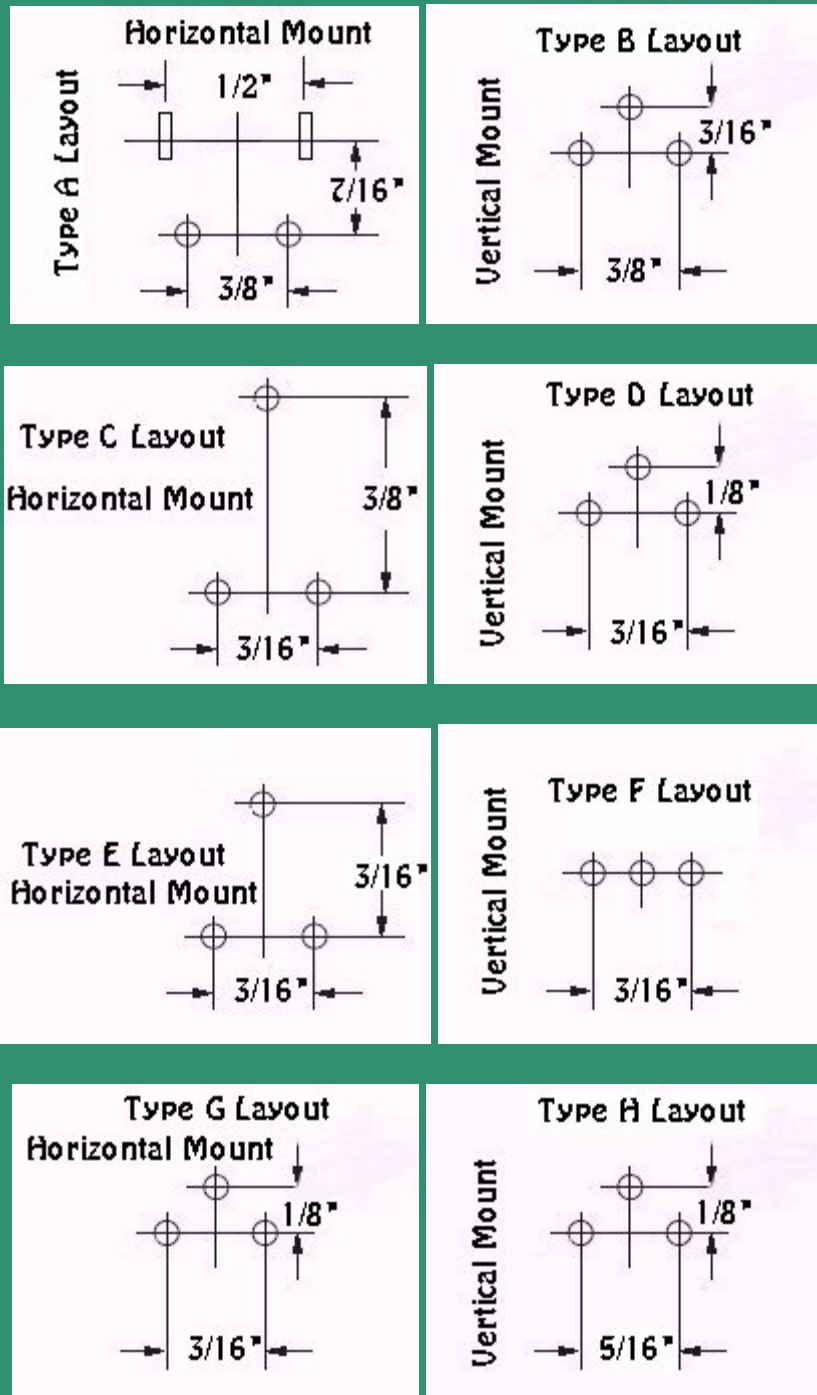 Horizontal Mount
Type A Layout
1/2"
7/16"
3/8"
Type B Layout
Vertical Mount
3/16"
3/8"
Type C Layout
Horizontal Mount
3/8"
3/16"
Type D Layout
Vertical Mount
1/8"
3/16"
Type E Layout
Horizontal Mount
3/16"
3/16"
Type F Layout
Vertical Mount
3/16"
Type G Layout
Horizontal Mount
1/8"
3/16"
Type H Layout
Vertical Mount
1/8"
5/16"